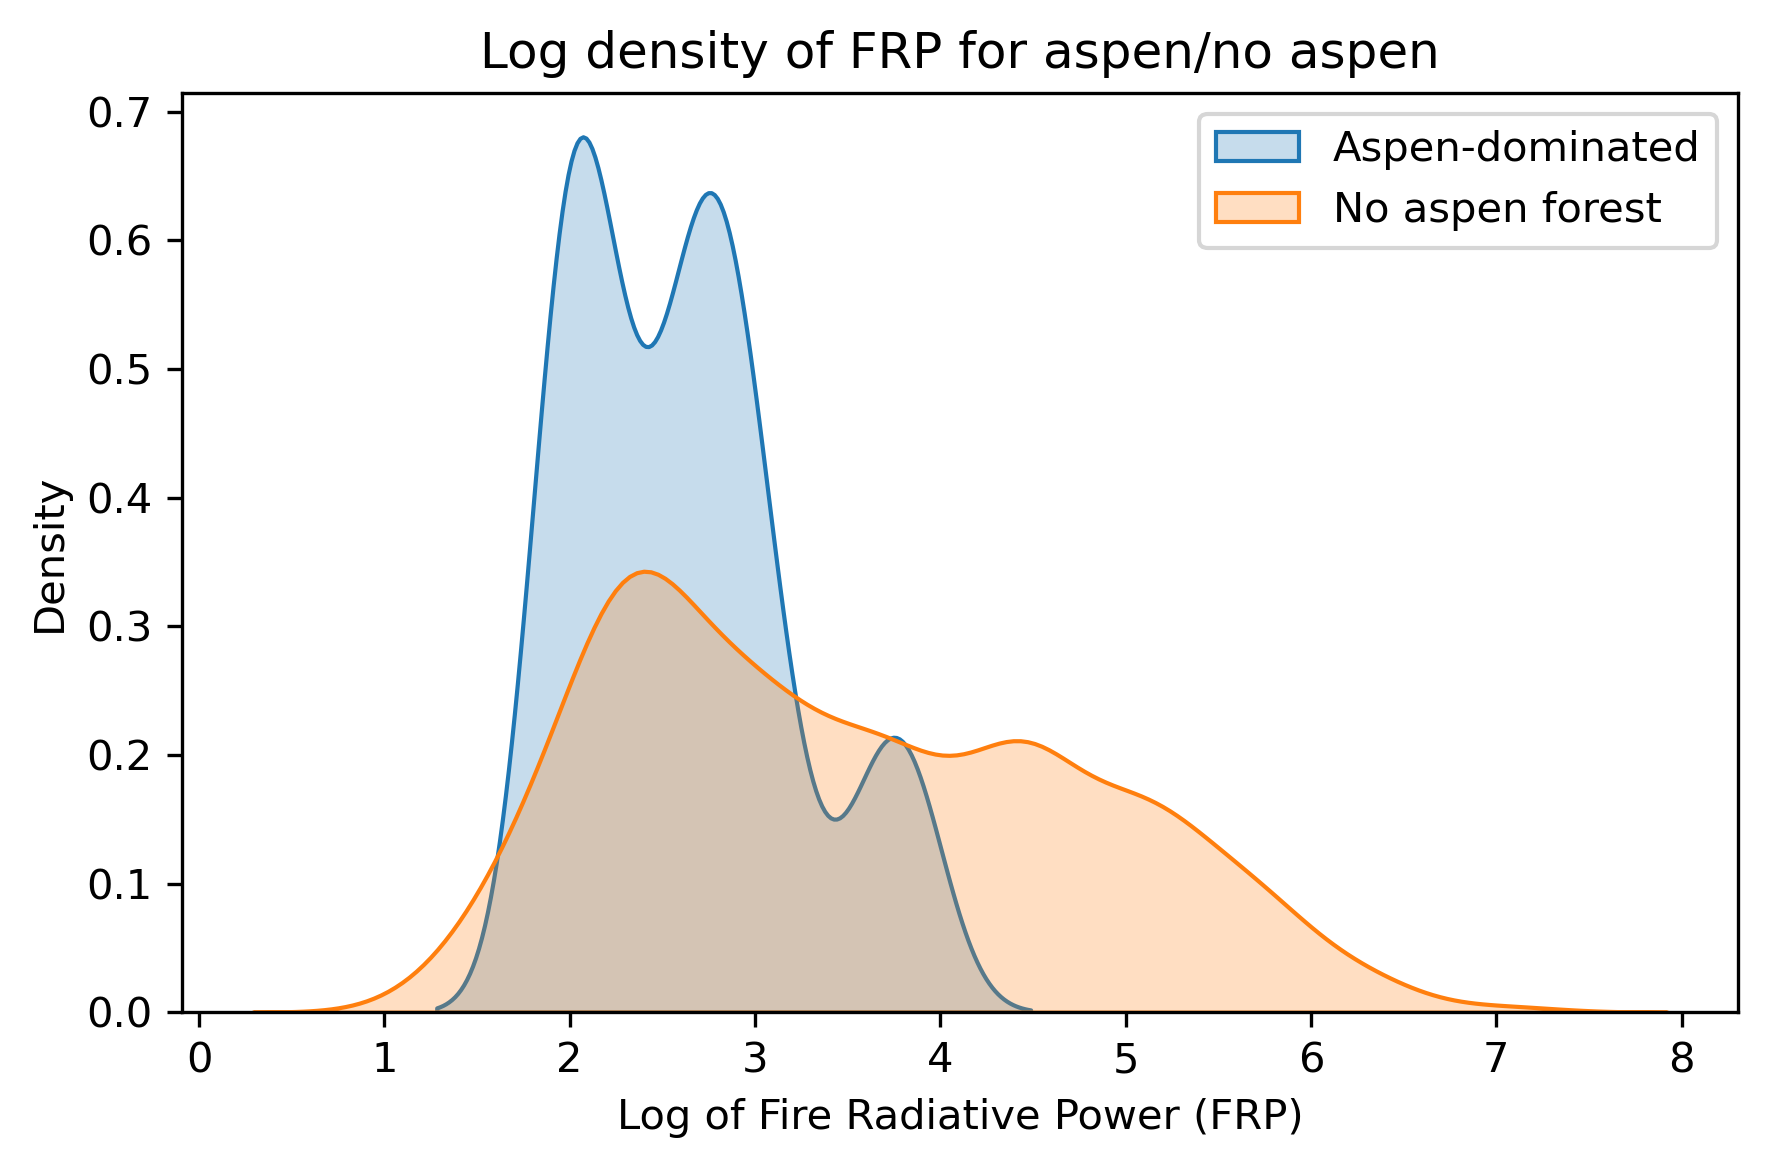 Log density of FRP for aspen/no aspen
Aspen-dominated
No aspen forest
Density
0.7
0.6
0.5
0.4
0.3
0.2
0.1
0.0
0 1 2 3 4 5 6 7 8
Log of Fire Radiative Power (FRP)